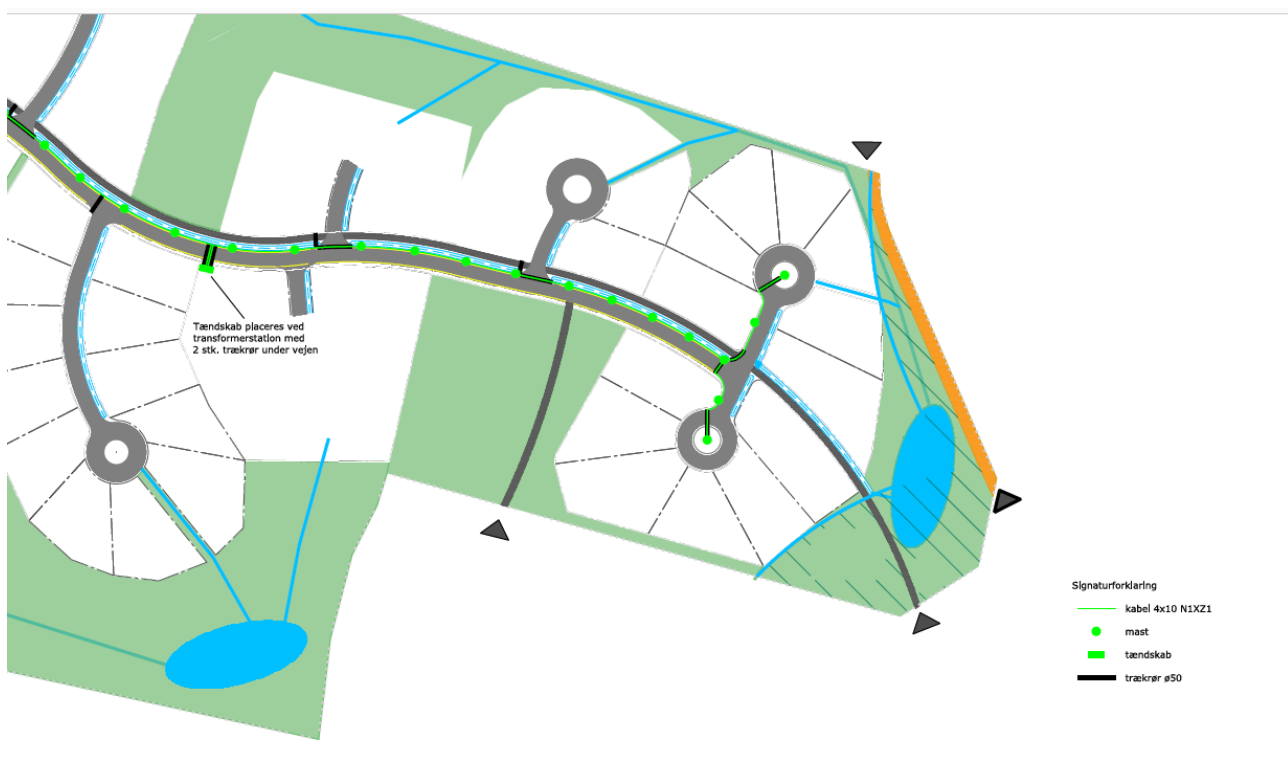 Tændskab placeres ved
transformerstation med
2 stk. trækrør under vejen
Signaturforklaring
kabel 4x10 N1XZ1
mast
tændskab
trækrør ø50